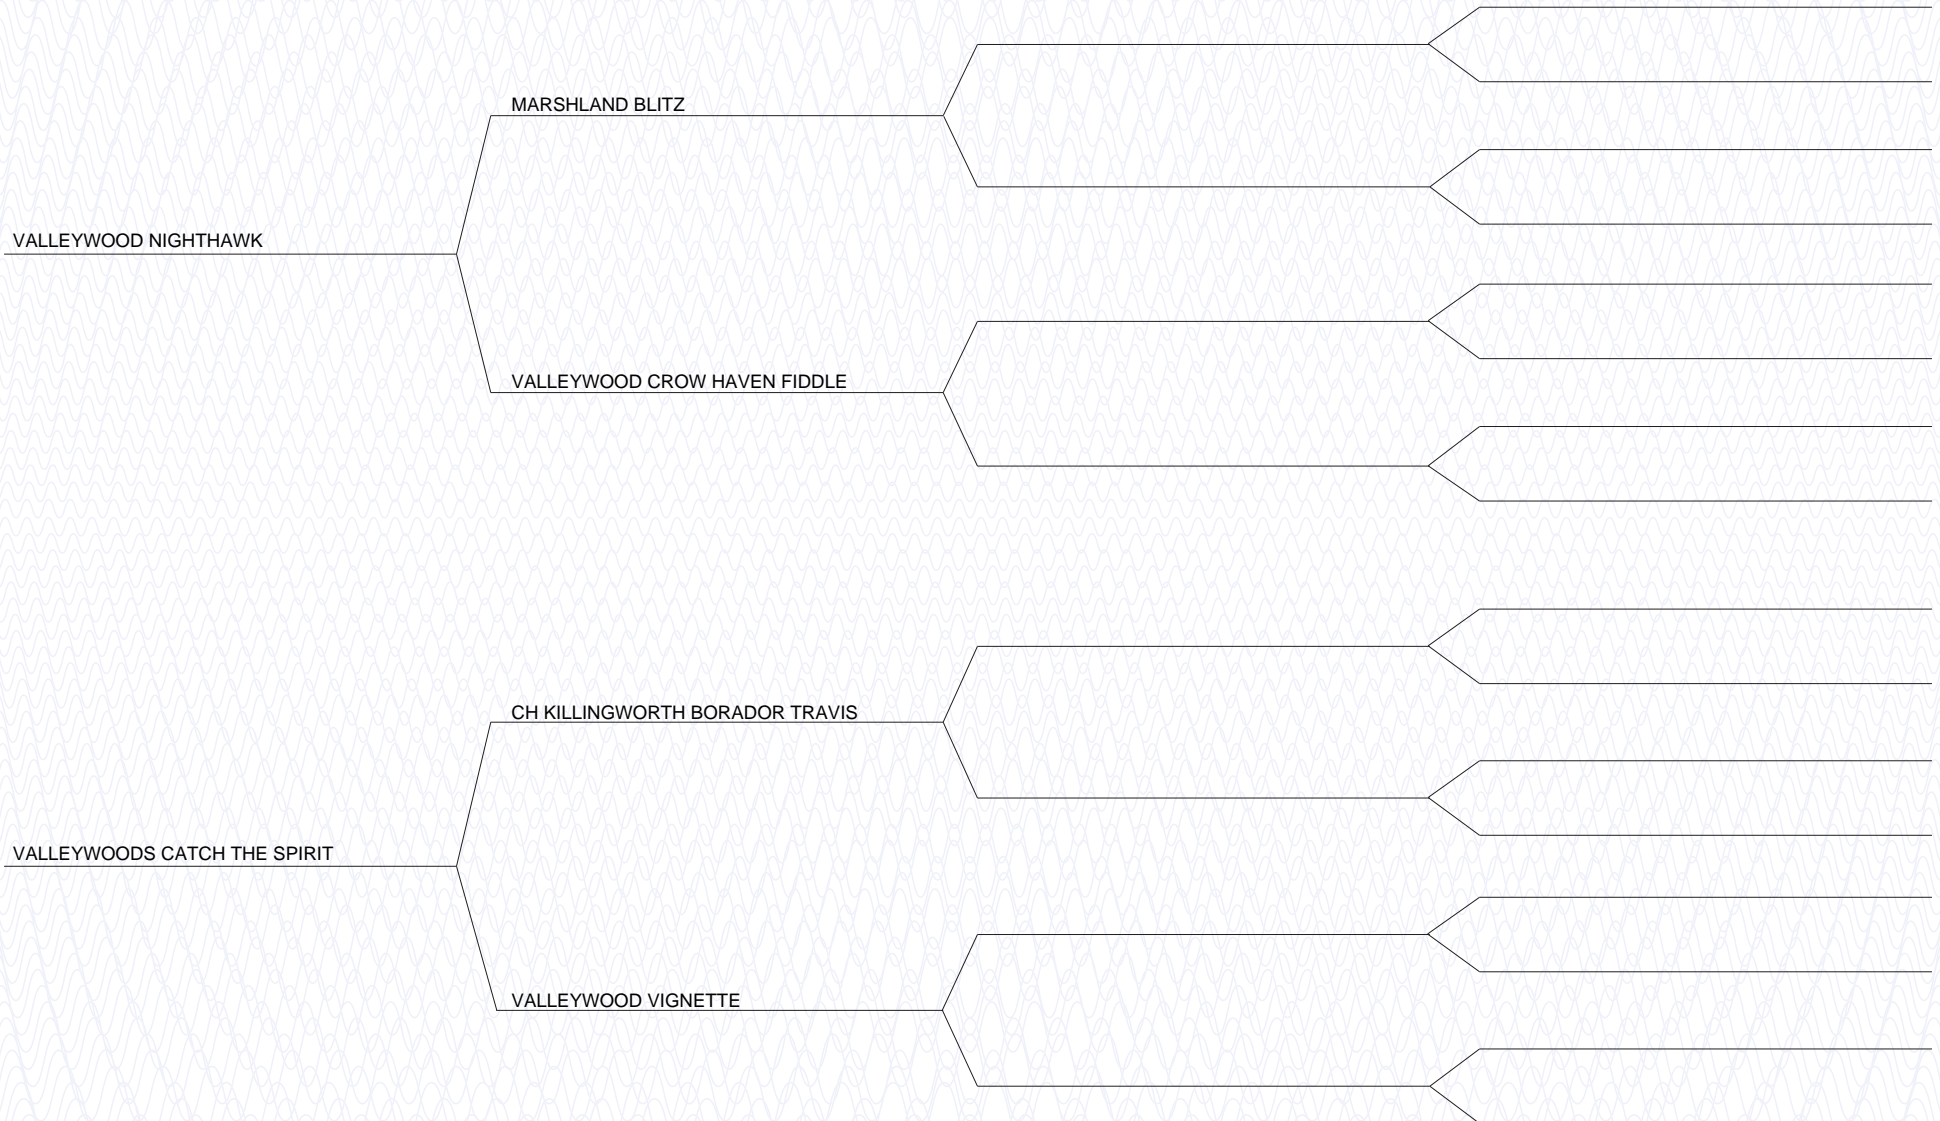 MARSHLAND BLITZ
VALLEYWOOD NIGHTHAWK
VALLEYWOOD CROW HAVEN FIDDLE
CH KILLINGWORTH BORADOR TRAVIS
VALLEYWOODS CATCH THE SPIRIT
VALLEYWOOD VIGNETTE